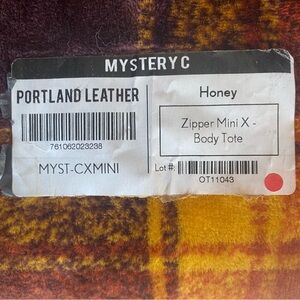 MYSTERY C
PORTLAND LEATHER
761062023238
MYST-CXMINI
Honey
Zipper Mini X -
Body Tote
Lot #:
OT11043